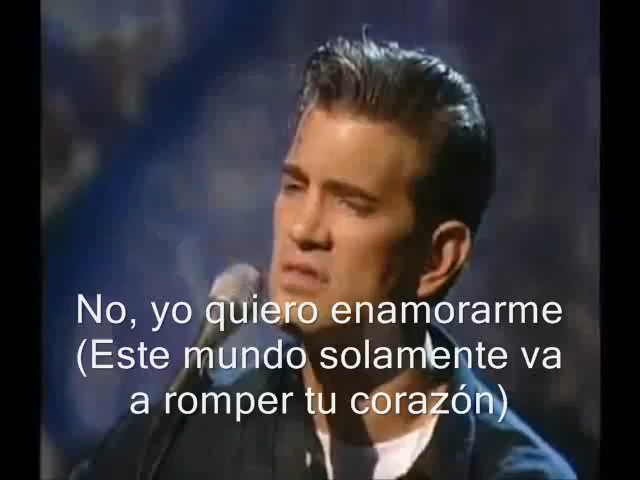 No, yo quiero enamorarme
(Este mundo solamente va
a romper tu corazón)